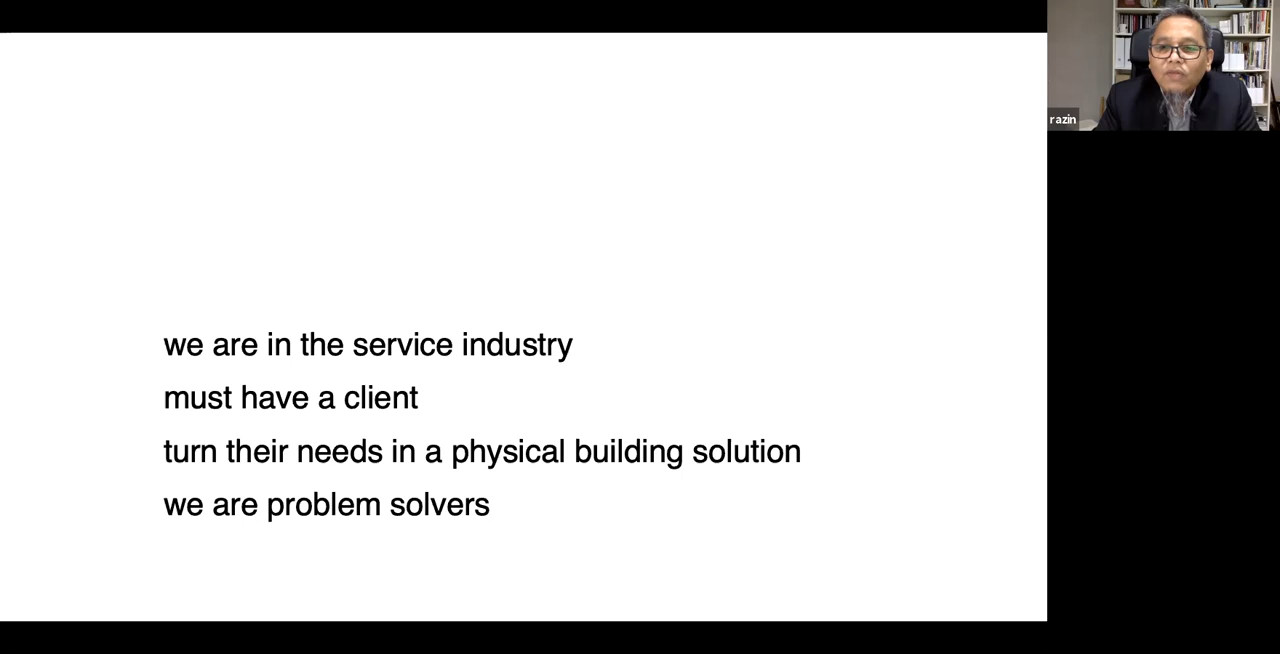 we are in the service industry
must have a client
turn their needs in a physical building solution
we are problem solvers
razin